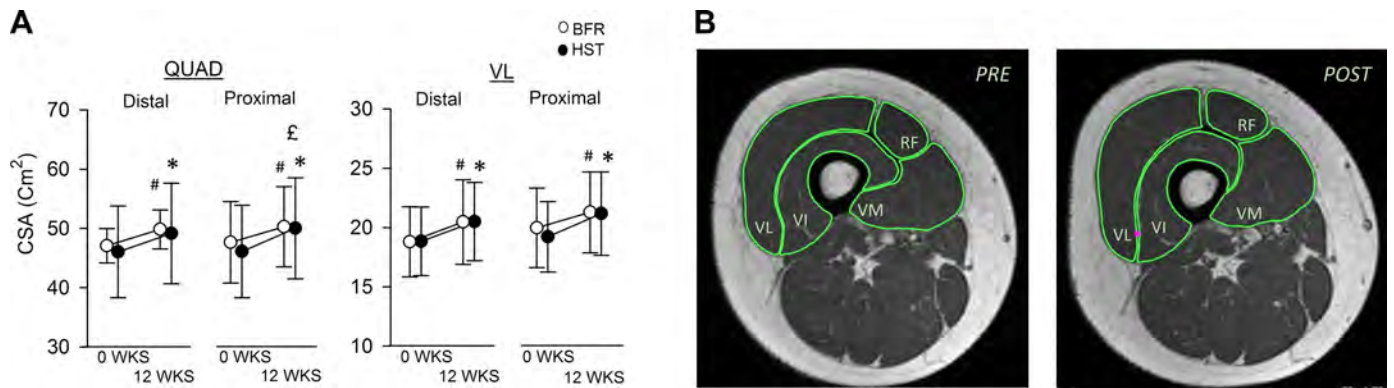 A
B
BFR
HST
QUAD
VL
Distal
Proximal
Distal
Proximal
CSA (Cm²)
70
60
50
40
30
# *
£
# *
30
25
20
15
10
# *
# *
0 WKS
12 WKS
0 WKS
12 WKS
0 WKS
12 WKS
0 WKS
12 WKS
PRE
RF
VL
VI
VM
POST
RF
VL
VI
VM